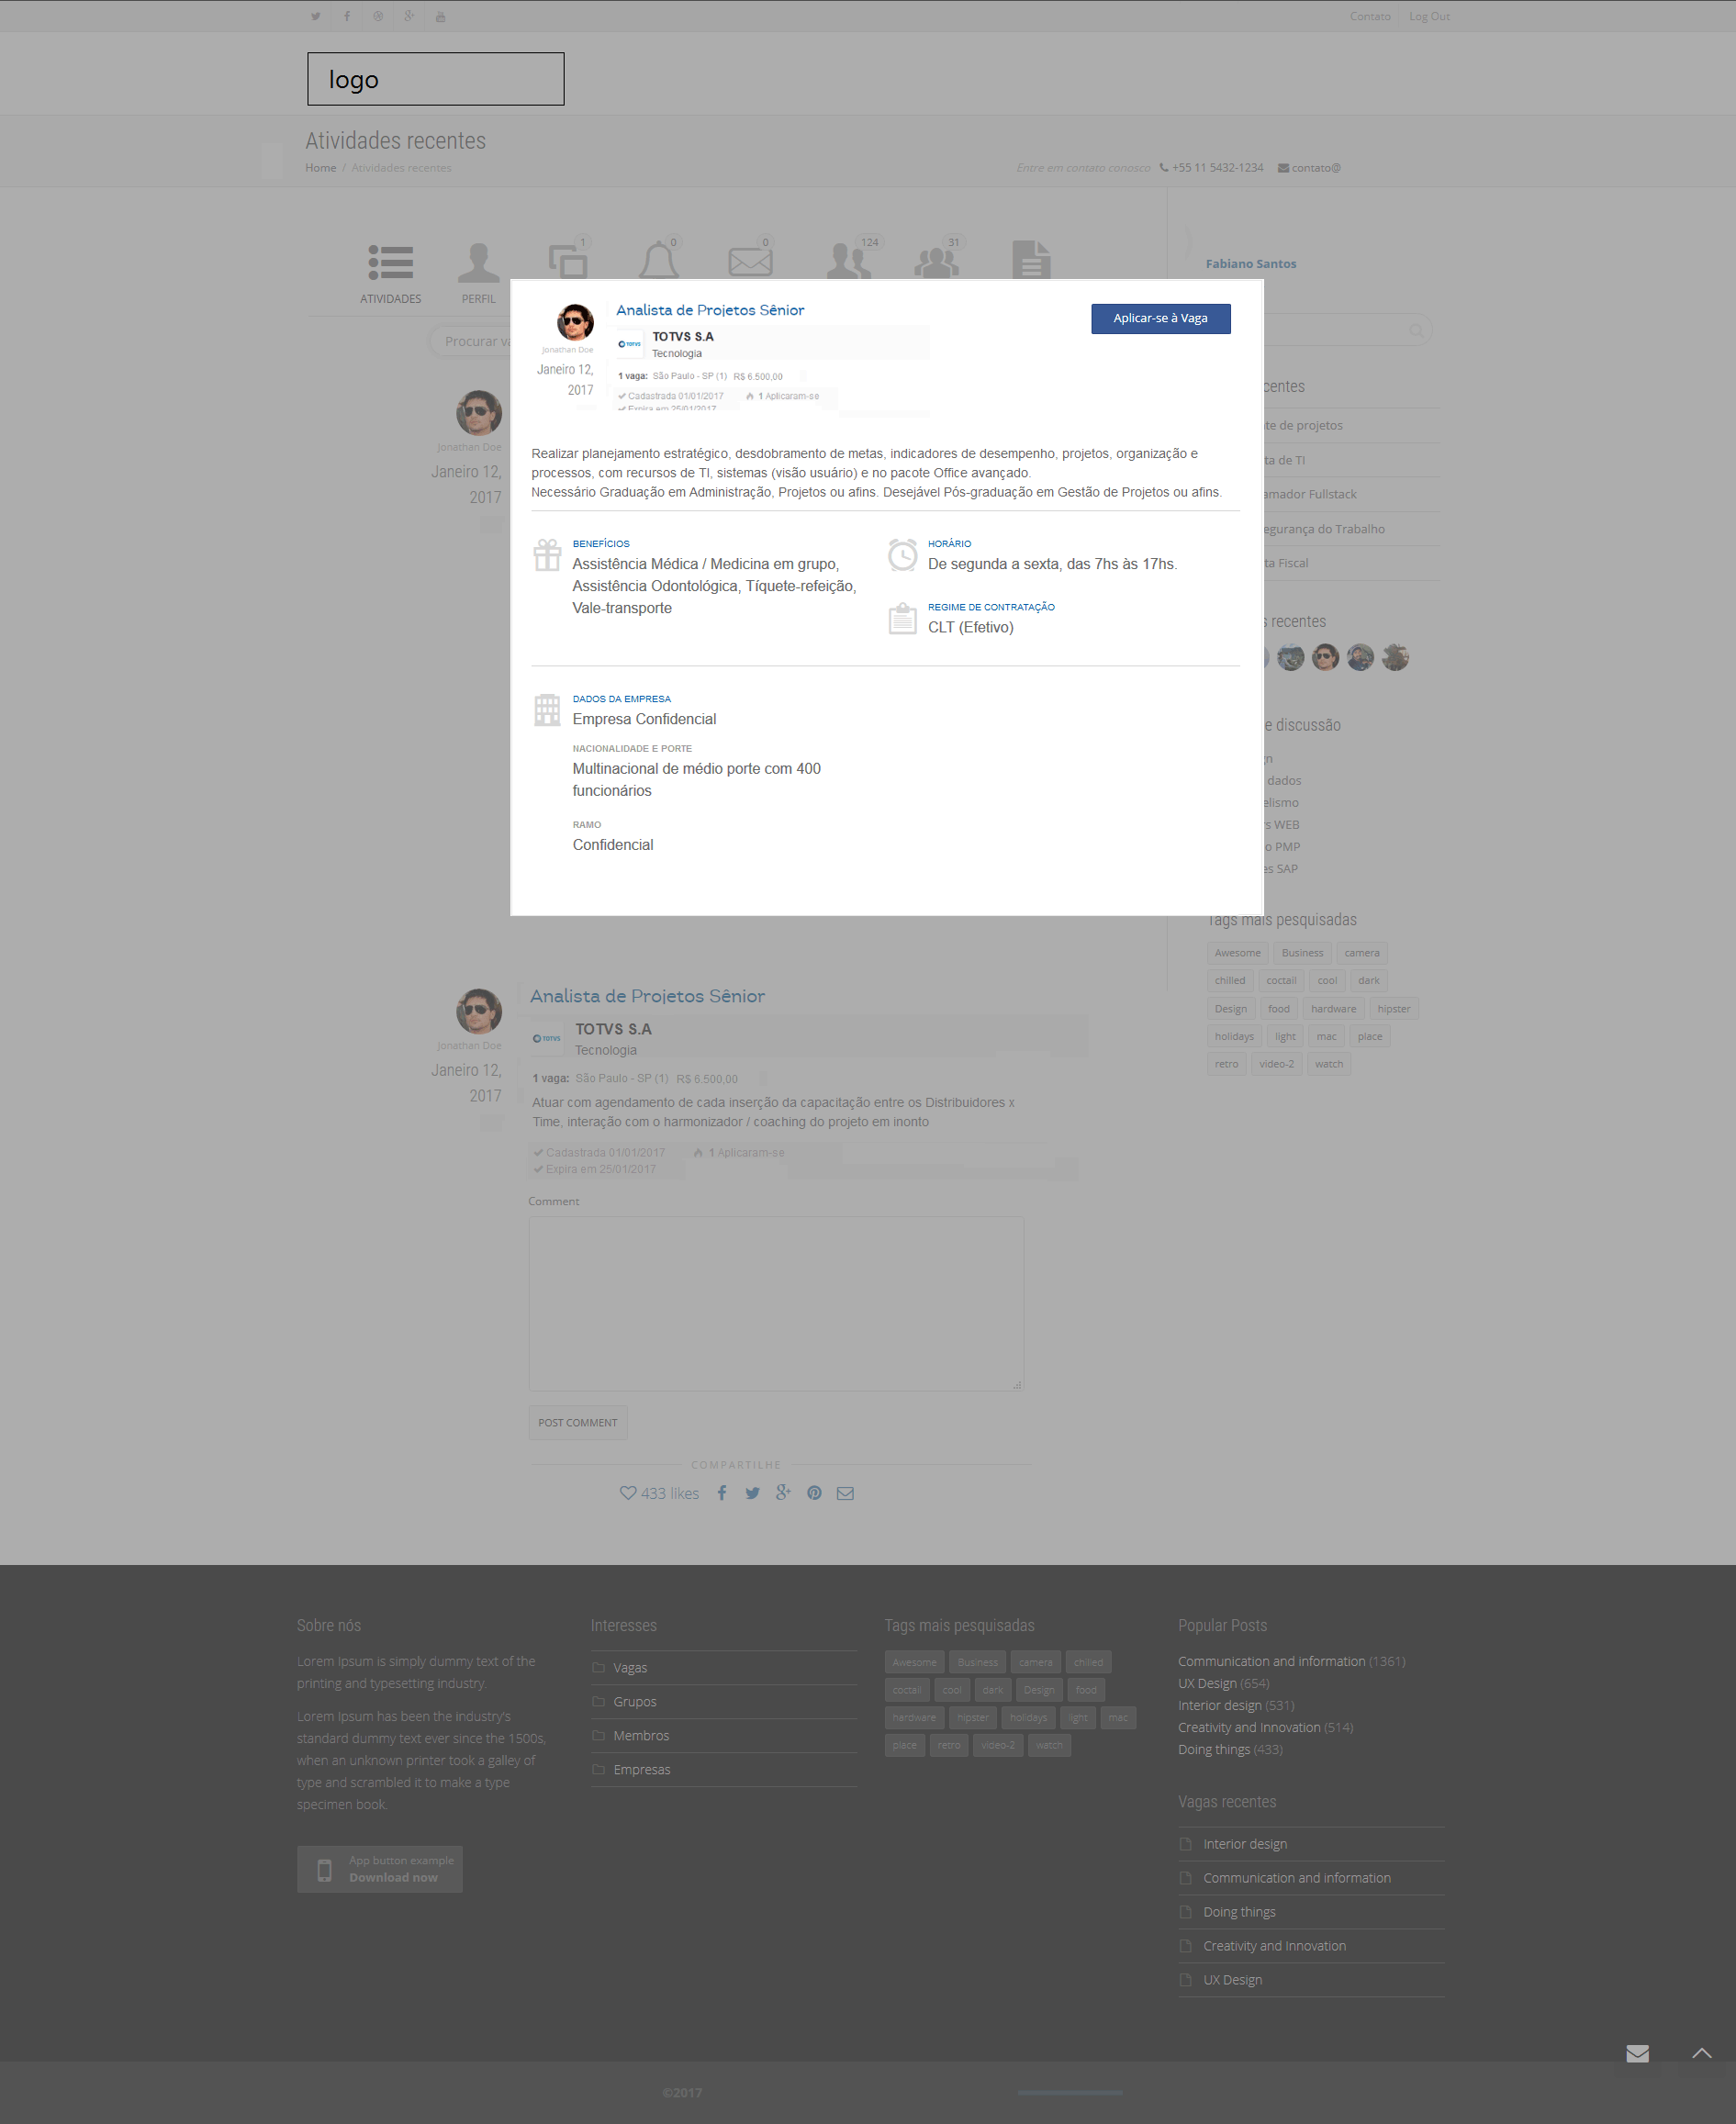 Contato
Log Out
logo
Atividades recentes
Home / Atividades recentes
Entre em contato conosco +55 11 5432-1234 contato@
1
0
0
124
31
ATIVIDADES
PERFIL
Fabiano Santos
Procurar
Jonathan Doe
Janeiro 12,
2017
Analista de Projetos Sênior
Aplicar-se à Vaga
TOTVS
TOTVS S.A
Tecnologia
Jonathan Doe
Janeiro 12,
2017
1 vaga: São Paulo - SP (1) R$ 6.500,00
Cadastrada 01/01/2017 1 Aplicaram-se
Expira em 25/01/2017
Realizar planejamento estratégico, desdobramento de metas, indicadores de desempenho, projetos, organização e
processos, com recursos de TI, sistemas (visão usuário) e no pacote Office avançado.
Necessário Graduação em Administração, Projetos ou afins. Desejável Pós-graduação em Gestão de Projetos ou afins.
BENEFÍCIOS
Assistência Médica / Medicina em grupo,
Assistência Odontológica, Tíquete-refeição,
Vale-transporte
HORÁRIO
De segunda a sexta, das 7hs às 17hs.
REGIME DE CONTRATAÇÃO
CLT (Efetivo)
DADOS DA EMPRESA
Empresa Confidencial
NACIONALIDADE E PORTE
Multinacional de médio porte com 400
funcionários
RAMO
Confidencial
de projetos
de TI
Fullstack
do Trabalho
Fiscal
recentes
discussão
dados
WEB
PMP
SAP
Tags mais pesquisadas
Awesome Business camera
chilled coctail cool dark
Design food hardware hipster
holidays light mac place
retro video-2 watch
Jonathan Doe
Janeiro 12,
2017
Analista de Projetos Sênior
TOTVS
TOTVS S.A
Tecnologia
1 vaga: São Paulo - SP (1) R$ 6.500,00
Atuar com agendamento de cada inserção da capacitação entre os Distribuidores x
Time, interação com o harmonizador / coaching do projeto em inonto
Cadastrada 01/01/2017 1 Aplicaram-se
Expira em 25/01/2017
Comment
POST COMMENT
COMPARTILHE
433 likes
Sobre nós
Lorem Ipsum is simply dummy text of the
printing and typesetting industry.
Lorem Ipsum has been the industry's
standard dummy text ever since the 1500s,
when an unknown printer took a galley of
type and scrambled it to make a type
specimen book.
App button example
Download now
Interesses
Vagas
Grupos
Membros
Empresas
Tags mais pesquisadas
Awesome Business camera chilled
coctail cool dark Design food
hardware hipster holidays light mac
place retro video-2 watch
Popular Posts
Communication and information (1361)
UX Design (654)
Interior design (531)
Creativity and Innovation (514)
Doing things (433)
Vagas recentes
Interior design
Communication and information
Doing things
Creativity and Innovation
UX Design
©2017